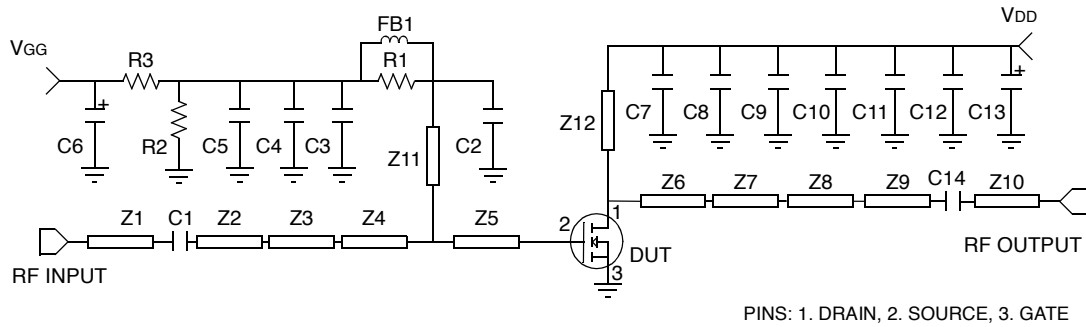 FB1
VDD
VGG
R3
R1
C6
R2
C5
C4
C3
C2
Z11
Z12
C7
C8
C9
C10
C11
C12
C13
+
+
Z1
C1
Z2
Z3
Z4
Z5
Z6
Z7
Z8
Z9
C14
Z10
1
2
3
DUT
RF INPUT
RF OUTPUT
PINS: 1. DRAIN, 2. SOURCE, 3. GATE